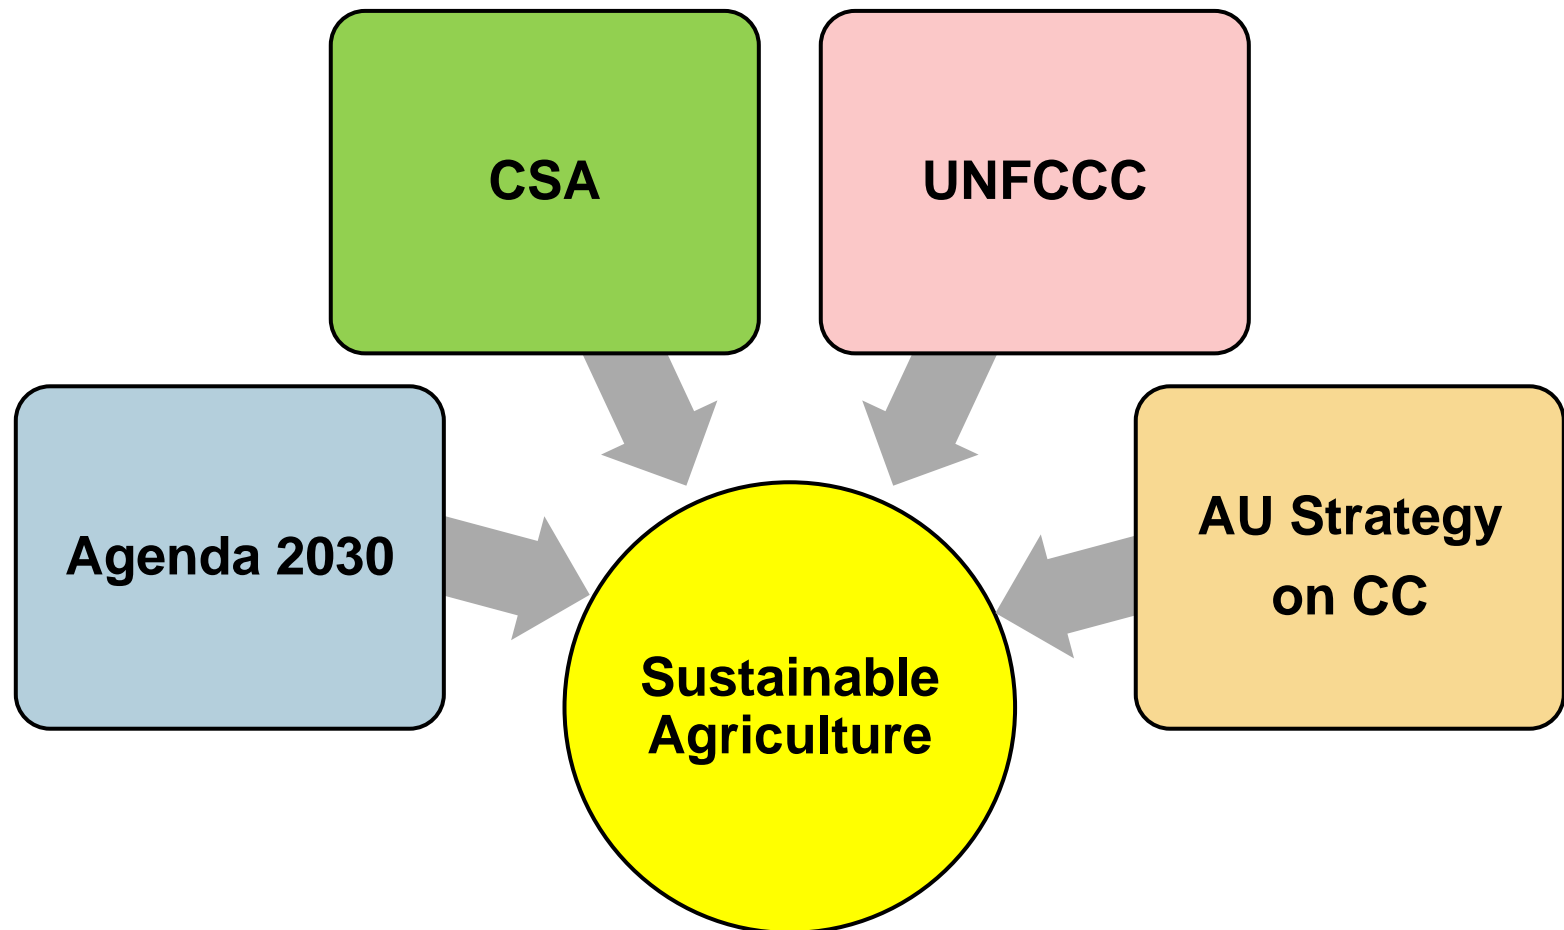 CSA
UNFCCC
Agenda 2030
AU Strategy
on CC
Sustainable
Agriculture